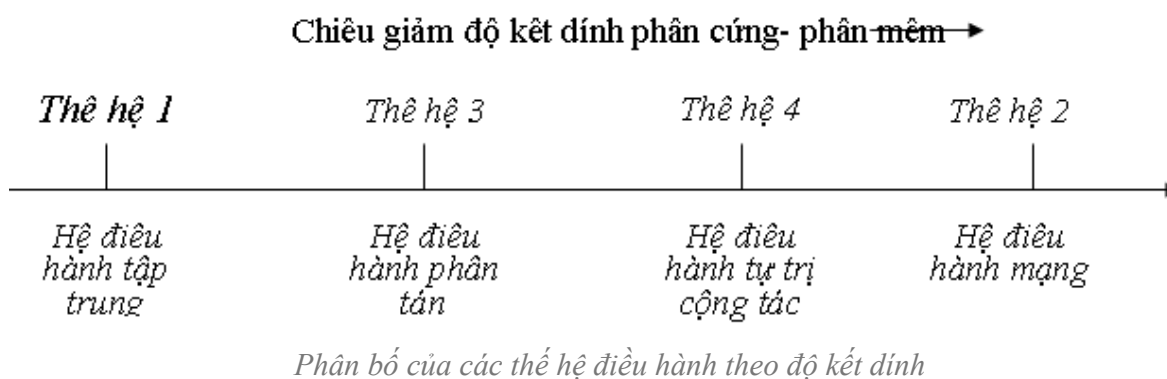 Chiêu giảm độ kêt dính phân cứng- phân mêm
Thê hệ 1 Thê hệ 3 Thê hệ 4 Thê hệ 2
Hệ điêu Hệ điêu Hệ điêu Hệ điêu
hành tập hành phân hành tự trị hành mạng
trung tán cộng tác
Phân bố của các thế hệ điều hành theo độ kết dính